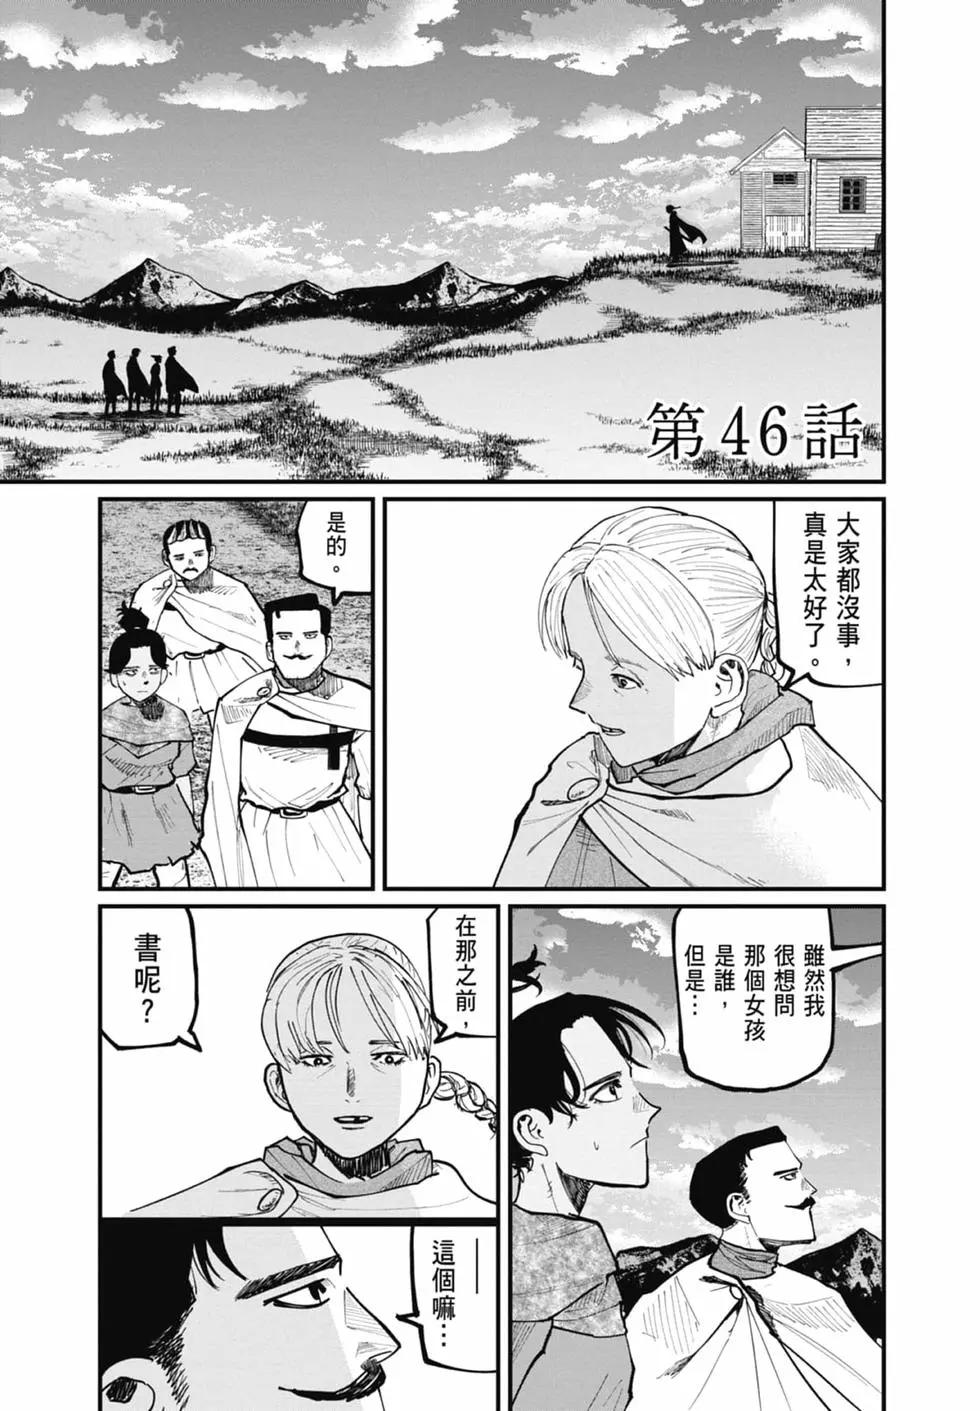 第46話
大家都沒事，
真是太好了。
是的。
雖然我
很想問
那個女孩
是誰，
但是…
在那之前，
書呢？
——
這個嘛…